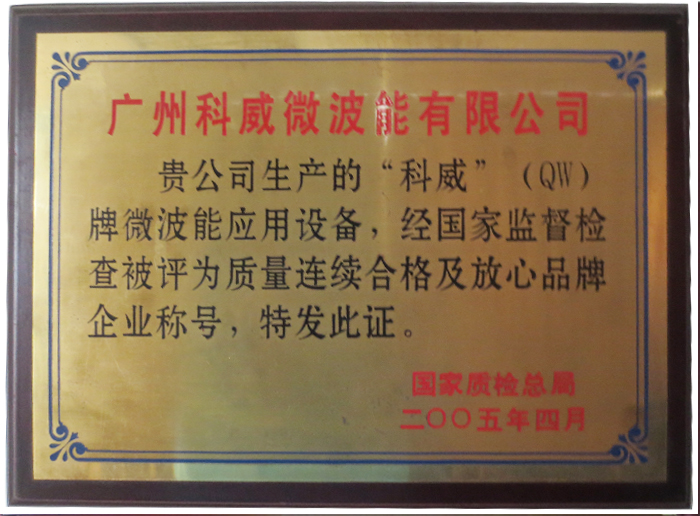 广州科威微波能有限公司
贵公司生产的“科威”（QW）
牌微波能应用设备，经国家监督检
查被评为质量连续合格及放心品牌
企业称号，特发此证。
国家质检总局
二〇〇五年四月